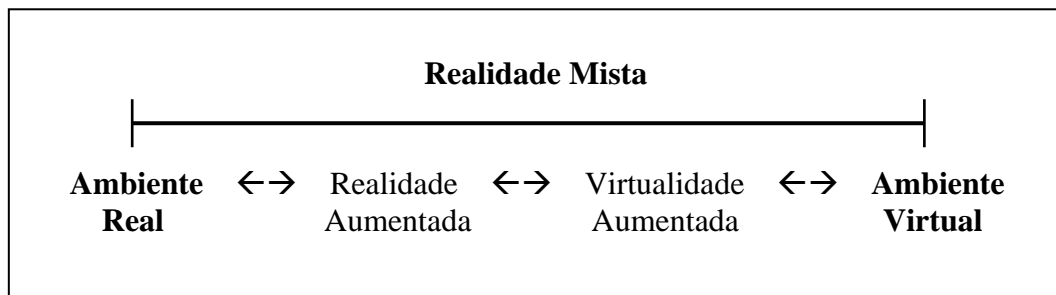 Realidade Mista
Ambiente ←→ Realidade ←→ Virtualidade ←→ Ambiente
Real Aumentada Aumentada Virtual